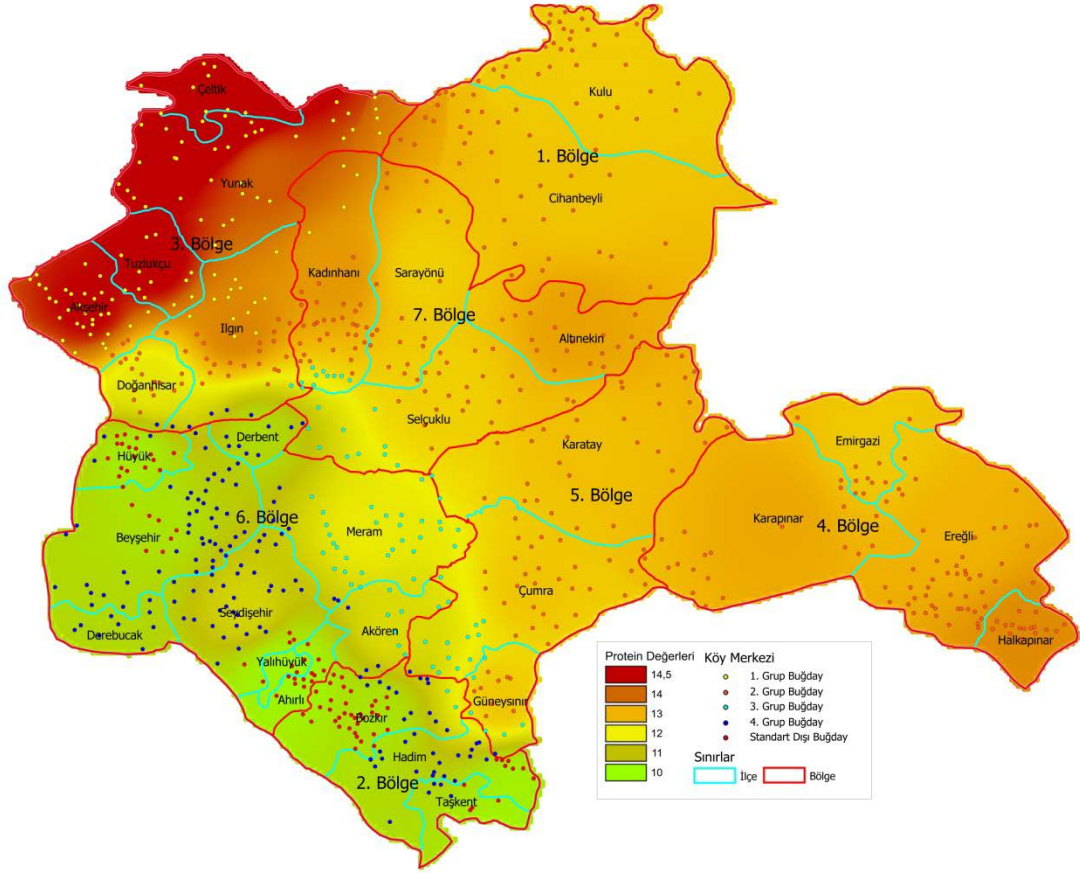 Kulu
Çeltik
1. Bölge
Yunak
Cihanbeyli
3. Bölge
Tuzlukçu
Kadınhanı
Sarayönü
Akşehir
7. Bölge
Ilgın
Altınekin
Doğanhisar
Selçuklu
Derbent
Karatay
Emirgazi
Hüyük
5. Bölge
6. Bölge
Karapınar
4. Bölge
Meram
Beyşehir
Ereğli
Çumra
Seydişehir
Akören
Derebucak
Halkapınar
Yalıhüyük
Ahırlı
Güneysınır
Bozkır
Hadim
2. Bölge
Taşkent
Protein Değerleri
14,5
14
13
12
11
10
Köy Merkezi
1. Grup Buğday
2. Grup Buğday
3. Grup Buğday
4. Grup Buğday
Standart Dışı Buğday
Sınırlar
İlçe
Bölge